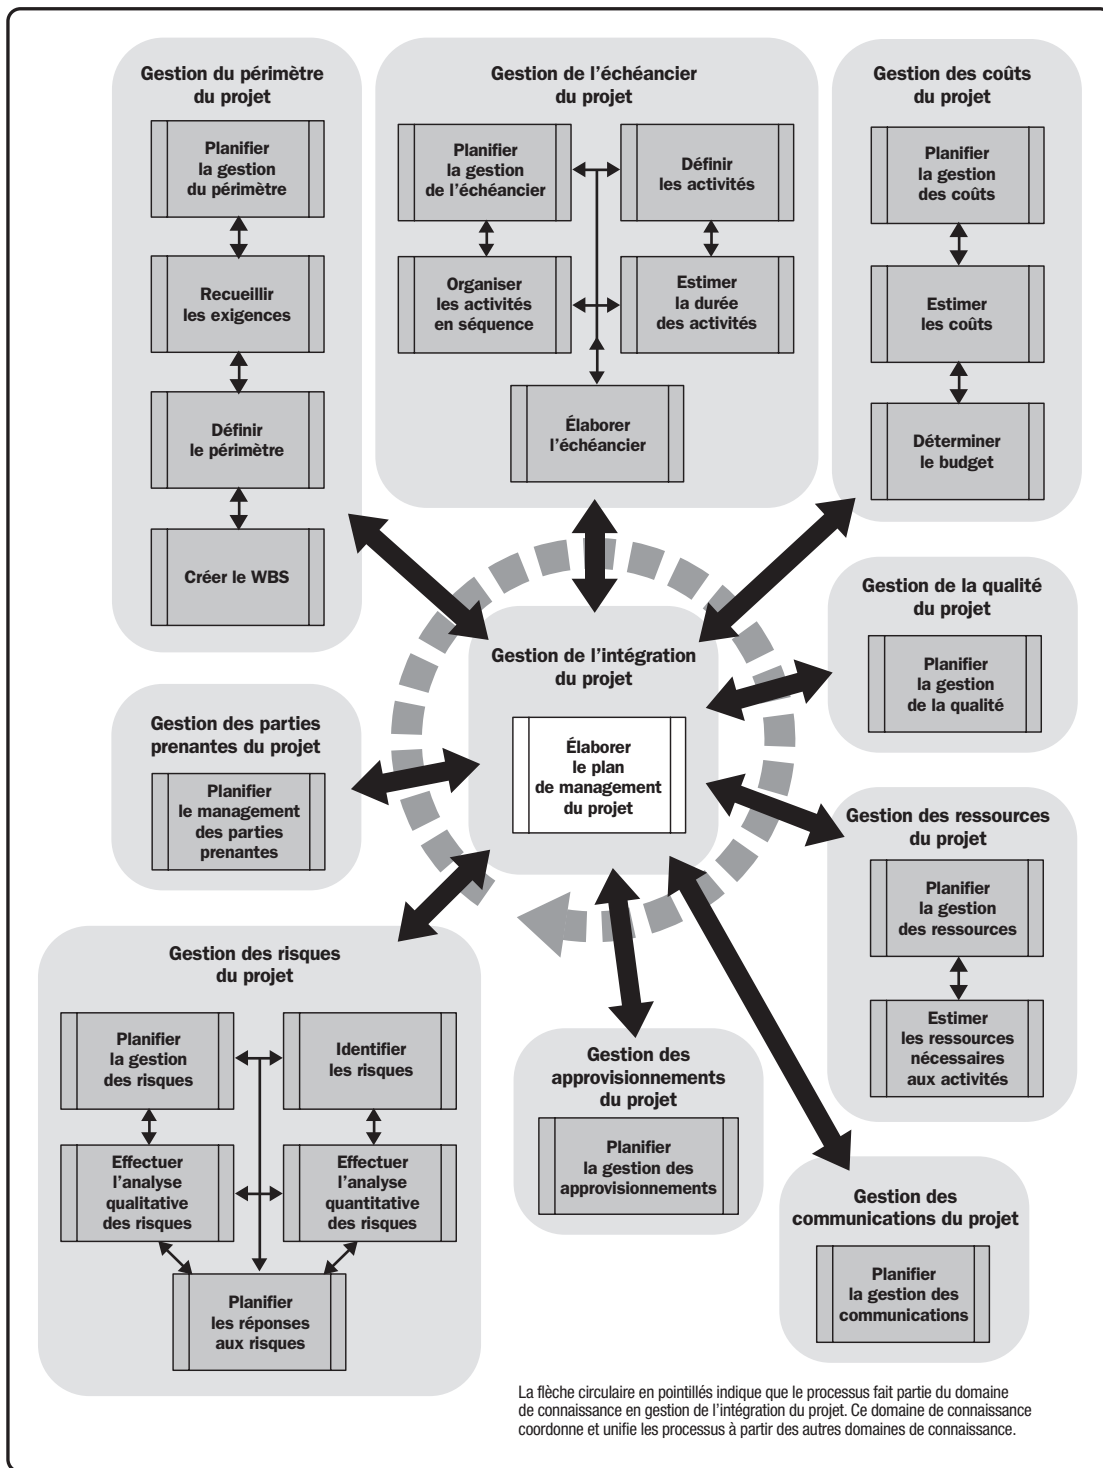 Gestion du périmètre
du projet
Planifier
la gestion
du périmètre
Recueillir
les exigences
Définir
le périmètre
Créer le WBS
Gestion de l’échéancier
du projet
Planifier
la gestion
de l’échéancier
Définir
les activités
Organiser
les activités
en séquence
Estimer
la durée
des activités
Élaborer
l’échéancier
Gestion des coûts
du projet
Planifier
la gestion
des coûts
Estimer
les coûts
Déterminer
le budget
Gestion de la qualité
du projet
Planifier
la gestion
de la qualité
Gestion de l’intégration
du projet
Élaborer
le plan
de management
du projet
Gestion des parties
prenantes du projet
Planifier
le management
des parties
prenantes
Gestion des ressources
du projet
Planifier
la gestion
des ressources
Estimer
les ressources
nécessaires
aux activités
Gestion des risques
du projet
Planifier
la gestion
des risques
Identifier
les risques
Effectuer
l’analyse
qualitative
des risques
Effectuer
l’analyse
quantitative
des risques
Planifier
les réponses
aux risques
Gestion des
approvisionnements
du projet
Planifier
la gestion des
approvisionnements
Gestion des
communications du projet
Planifier
la gestion des
communications
La flèche circulaire en pointillés indique que le processus fait partie du domaine
de connaissance en gestion de l’intégration du projet. Ce domaine de connaissance
coordonne et unifie les processus à partir des autres domaines de connaissance.